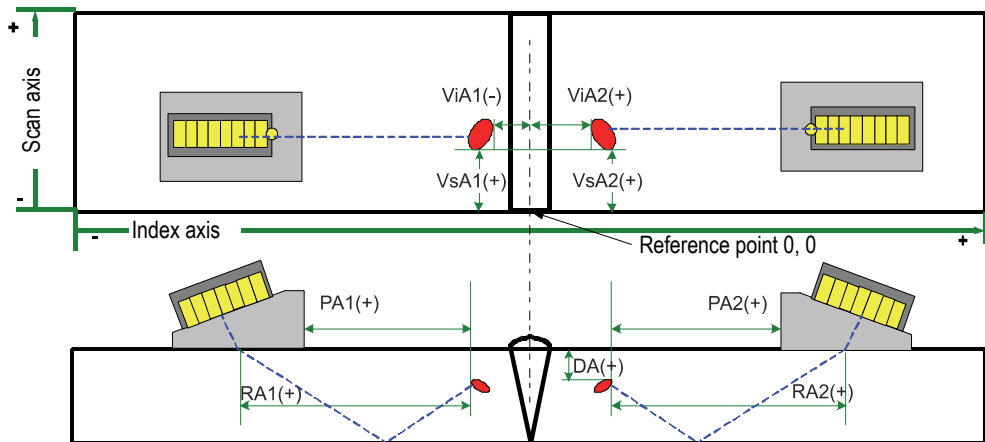 +
Scan axis
-
ViA1(-)
ViA2(+)
VsA1(+)
VsA2(+)
-
Index axis
+
Reference point 0, 0
PA1(+)
PA2(+)
DA(+)
RA1(+)
RA2(+)